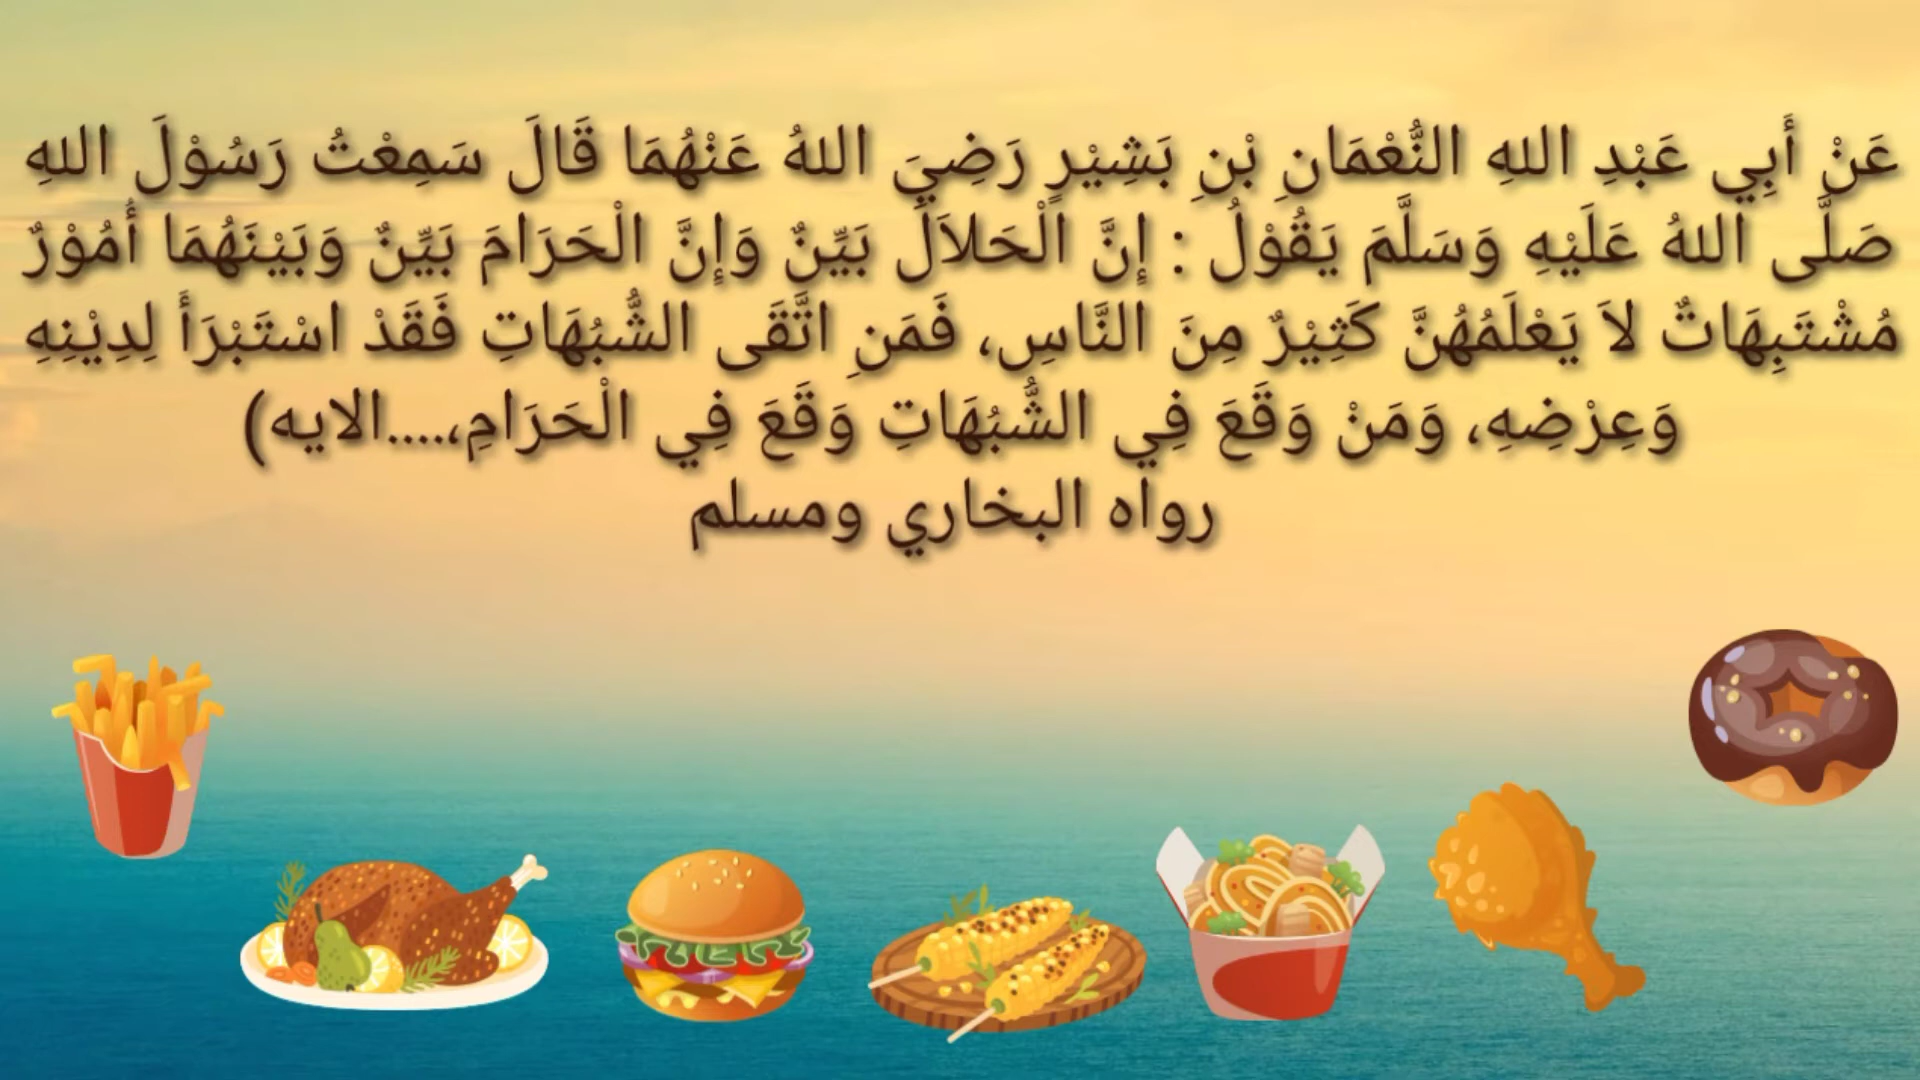 عَنْ أَبِي عَبْدِ اللهِ النُّعْمَانِ بْنِ بَشِيْرٍ رَضِيَ اللهُ عَنْهُمَا قَالَ سَمِعْتُ رَسُوْلَ اللهِ
صَلَّى اللهُ عَلَيْهِ وَسَلَّمَ يَقُوْلُ : إِنَّ الْحَلاَلَ بَيِّنٌ وَإِنَّ الْحَرَامَ بَيِّنٌ وَبَيْنَهُمَا أُمُوْرٌ
مُشْتَبِهَاتٌ لاَ يَعْلَمُهُنَّ كَثِيْرٌ مِنَ النَّاسِ، فَمَنِ اتَّقَى الشُّبُهَاتِ فَقَدْ اسْتَبْرَأَ لِدِيْنِهِ
وَعِرْضِهِ، وَمَنْ وَقَعَ فِي الشُّبُهَاتِ وَقَعَ فِي الْحَرَامِ،....الايه)
رواه البخاري ومسلم